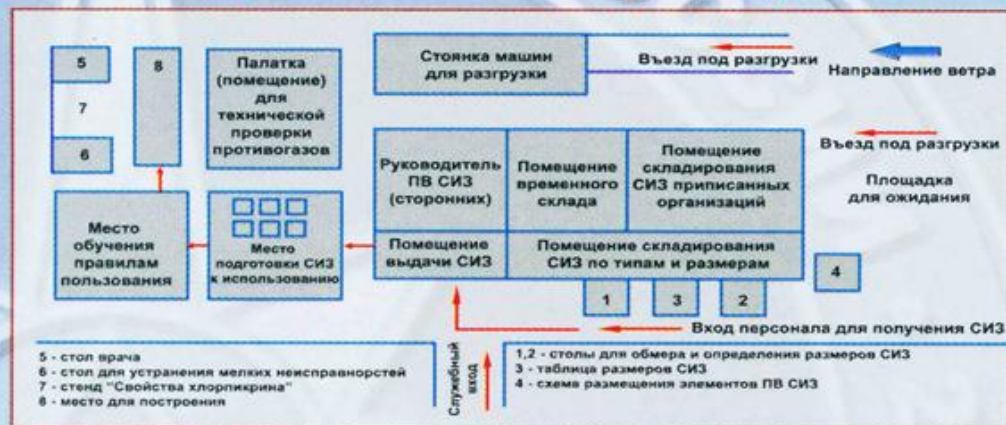 5
7
6
8
Палатка
(помещение)
для
технической
проверки
противогазов
Стоянка машин
для разгрузки
Въезд под разгрузки
Направление ветра
Руководитель
ПВ СИЗ
(сторонних)
Помещение
временного
склада
Помещение
складирования
СИЗ приписанных
организаций
Въезд под разгрузки
Площадка
для ожидания
Место
обучения
правилам
пользования
Место
подготовки СИЗ
к использованию
Помещение
выдачи СИЗ
Помещение складирования
СИЗ по типам и размерам
4
1
3
2
Вход персонала для получения СИЗ
5 - стол врача
6 - стол для устранения мелких неисправнорстей
7 - стенд "Свойства хлорпикрина"
6 - место для построения
Служебный
вход
1,2 - столы для обмера и определения размеров СИЗ
3 - таблица размеров СИЗ
4 - схема размещения элементов ПВ СИЗ